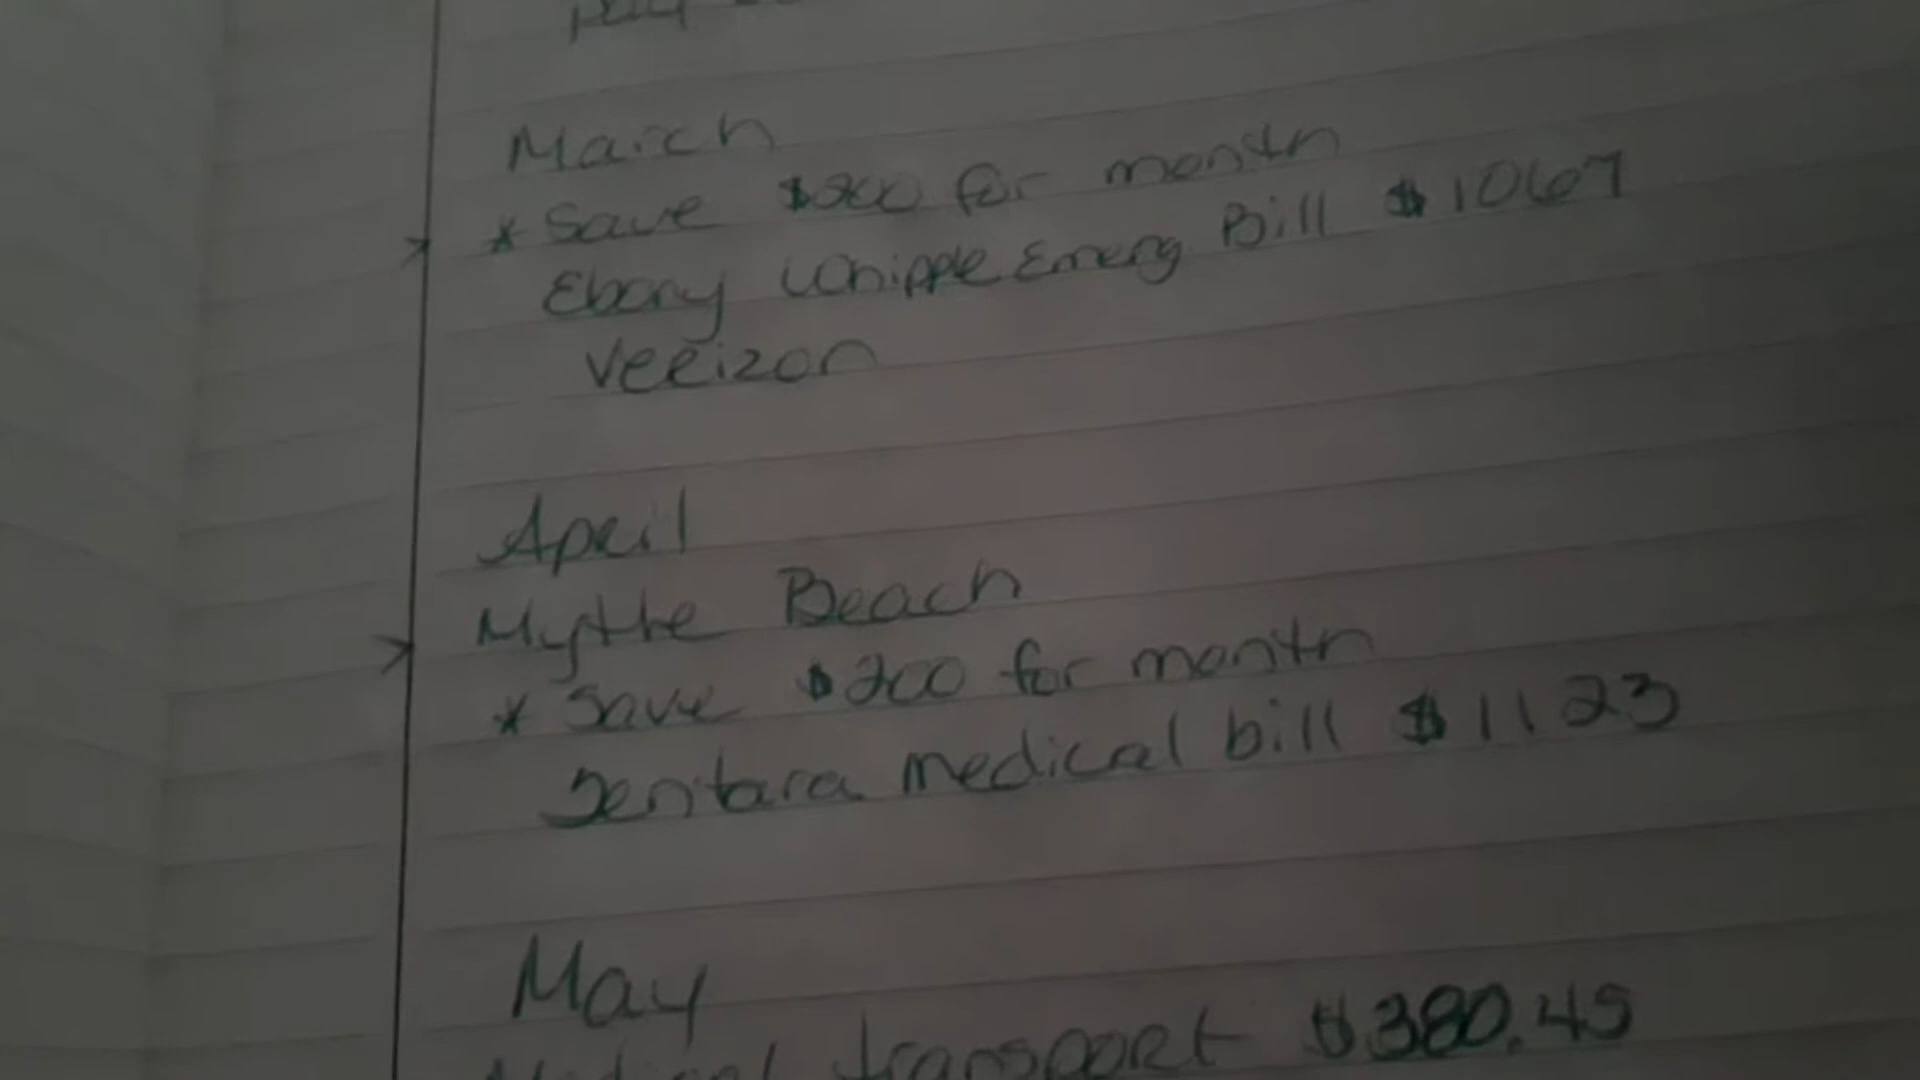 March
* Save $200 for month
Ebony Whipple Emerg Bill $1067
Verizon
April
Myrtle Beach
* Save $200 for month
Sentara medical bill $1123
May
transport $380.45